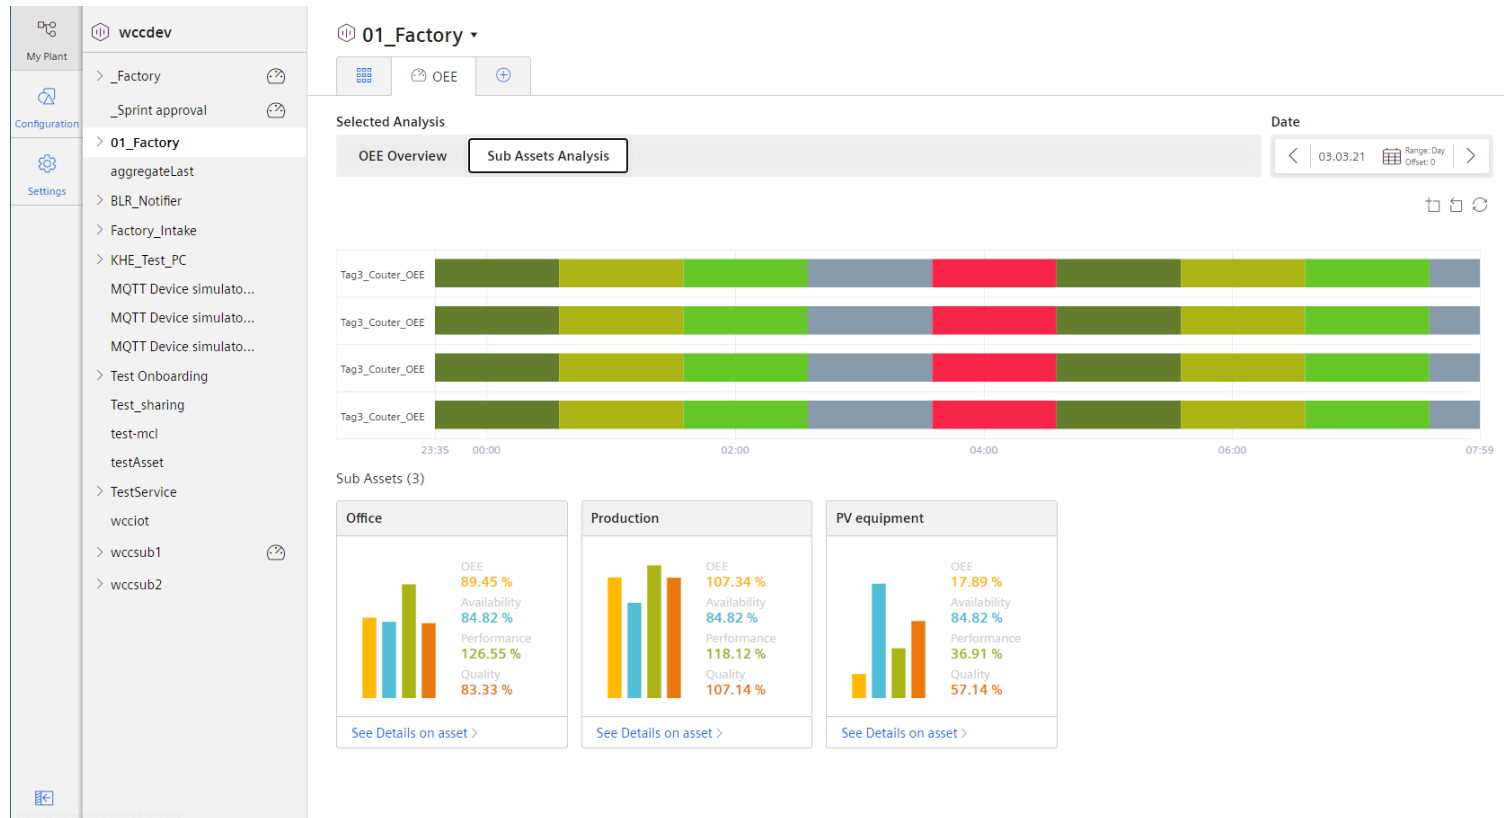 My Plant
Configuration
Settings
wccdev
_Factory
_Sprint approval
01_Factory
aggregateLast
BLR_Notifier
Factory_Intake
KHE_Test_PC
MQTT Device simulato...
MQTT Device simulato...
MQTT Device simulato...
Test Onboarding
Test_sharing
test-mcl
testAsset
TestService
wcciot
wccsub1
wccsub2
01_Factory
OEE
Selected Analysis
OEE Overview
Sub Assets Analysis
Date
03.03.21
Range: Day
Offset: 0
Tag3_Couter_OEE
Tag3_Couter_OEE
Tag3_Couter_OEE
Tag3_Couter_OEE
23:35 00:00 02:00 04:00 06:00 07:59
Sub Assets (3)
Office
OEE
89.45 %
Availability
84.82 %
Performance
126.55 %
Quality
83.33 %
See Details on asset
Production
OEE
107.34 %
Availability
84.82 %
Performance
118.12 %
Quality
107.14 %
See Details on asset
PV equipment
OEE
17.89 %
Availability
84.82 %
Performance
36.91 %
Quality
57.14 %
See Details on asset